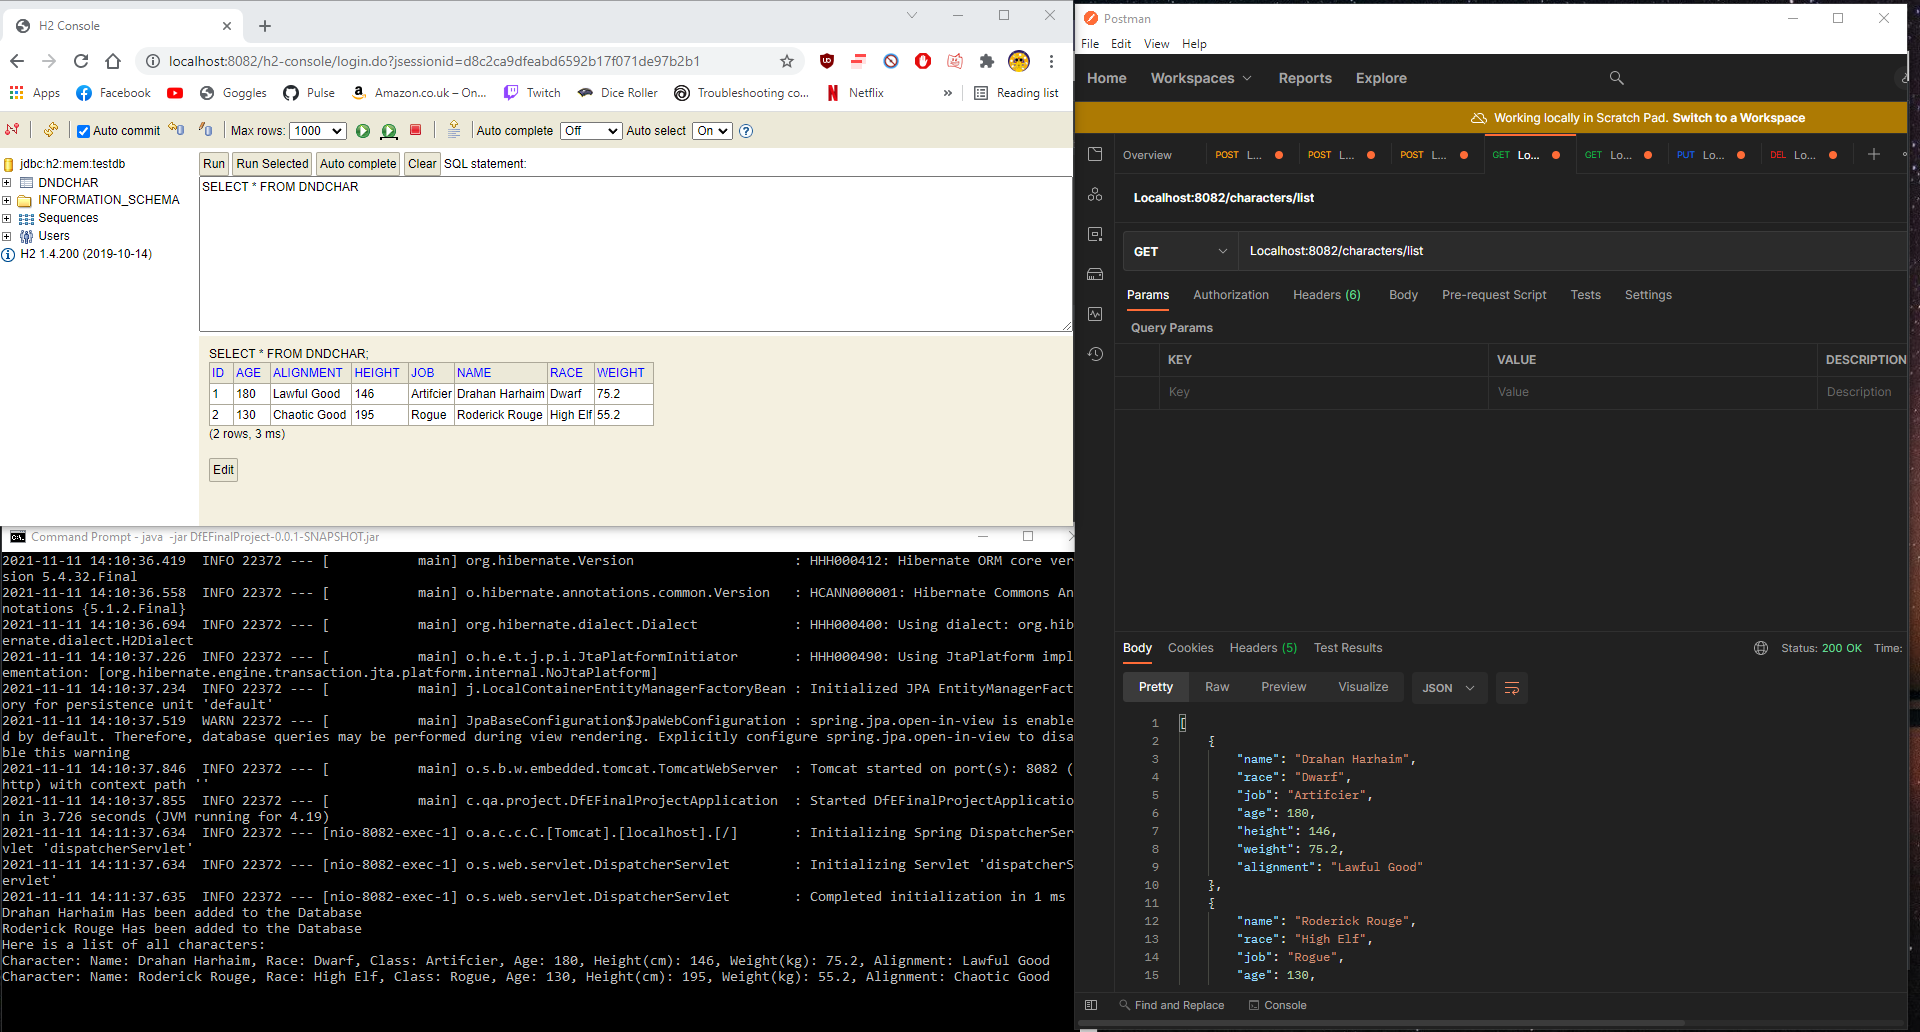 H2 Console
localhost:8082/h2-console/login.do?jsessionid=d8c2ca9dfeabd6592b17f071de97b2b1
Apps Facebook Goggles Pulse Amazon.co.uk – On... Twitch Dice Roller Troubleshooting co... Netflix » Reading list
Auto commit Max rows: 1000 Auto complete Off Auto select On
jdbc:h2:mem:testdb
DNDCHAR
INFORMATION_SCHEMA
Sequences
Users
H2 1.4.200 (2019-10-14)
Run Run Selected Auto complete Clear SQL statement:
SELECT * FROM DNDCHAR
SELECT * FROM DNDCHAR;
ID AGE ALIGNMENT HEIGHT JOB NAME RACE WEIGHT
1 180 Lawful Good 146 Artifcier Drahan Harhaim Dwarf 75.2
2 130 Chaotic Good 195 Rogue Roderick Rouge High Elf 55.2
(2 rows, 3 ms)
Edit
Command Prompt - java -jar DfEFinalProject-0.0.1-SNAPSHOT.jar
2021-11-11 14:10:36.419 INFO 22372 --- [ main] org.hibernate.Version : HHH000412: Hibernate ORM core ver
sion 5.4.32.Final
2021-11-11 14:10:36.558 INFO 22372 --- [ main] o.hibernate.annotations.common.Version : HCANN000001: Hibernate Commons An
notations {5.1.2.Final}
2021-11-11 14:10:36.694 INFO 22372 --- [ main] org.hibernate.dialect.Dialect : HHH000400: Using dialect: org.hib
ernate.dialect.H2Dialect
2021-11-11 14:10:37.226 INFO 22372 --- [ main] o.h.e.t.j.p.i.JtaPlatformInitiator : HHH000490: Using JtaPlatform impl
ementation: [org.hibernate.engine.transaction.jta.platform.internal.NoJtaPlatform]
2021-11-11 14:10:37.234 INFO 22372 --- [ main] j.LocalContainerEntityManagerFactoryBean : Initialized JPA EntityManagerFact
ory for persistence unit 'default'
2021-11-11 14:10:37.519 WARN 22372 --- [ main] JpaBaseConfiguration$JpaWebConfiguration : spring.jpa.open-in-view is enable
d by default. Therefore, database queries may be performed during view rendering. Explicitly configure spring.jpa.open-in-view to disa
ble this warning
2021-11-11 14:10:37.846 INFO 22372 --- [ main] o.s.b.w.embedded.tomcat.TomcatWebServer : Tomcat started on port(s): 8082 (
http) with context path ''
2021-11-11 14:10:37.855 INFO 22372 --- [ main] c.qa.project.DfEFinalProjectApplication : Started DfEFinalProjectApplicatio
n in 3.726 seconds (JVM running for 4.19)
2021-11-11 14:11:37.634 INFO 22372 --- [nio-8082-exec-1] o.a.c.c.C.[Tomcat].[localhost].[/] : Initializing Spring DispatcherSer
vlet 'dispatcherServlet'
2021-11-11 14:11:37.634 INFO 22372 --- [nio-8082-exec-1] o.s.web.servlet.DispatcherServlet : Initializing Servlet 'dispatcherS
ervlet'
2021-11-11 14:11:37.635 INFO 22372 --- [nio-8082-exec-1] o.s.web.servlet.DispatcherServlet : Completed initialization in 1 ms
Drahan Harhaim Has been added to the Database
Roderick Rouge Has been added to the Database
Here is a list of all characters:
Character: Name: Drahan Harhaim, Race: Dwarf, Class: Artifcier, Age: 180, Height(cm): 146, Weight(kg): 75.2, Alignment: Lawful Good
Character: Name: Roderick Rouge, Race: High Elf, Class: Rogue, Age: 130, Height(cm): 195, Weight(kg): 55.2, Alignment: Chaotic Good
Postman
File Edit View Help
Home Workspaces Reports Explore
Working locally in Scratch Pad. Switch to a Workspace
Overview POST L... POST L... POST L... GET Lo... GET Lo... PUT Lo... DEL Lo...
Localhost:8082/characters/list
GET Localhost:8082/characters/list
Params Authorization Headers (6) Body Pre-request Script Tests Settings
Query Params
KEY VALUE DESCRIPTION
Key Value Description
Body Cookies Headers (5) Test Results Status: 200 OK Time:
Pretty Raw Preview Visualize JSON
1 [
2 {
3 "name": "Drahan Harhaim",
4 "race": "Dwarf",
5 "job": "Artifcier",
6 "age": 180,
7 "height": 146,
8 "weight": 75.2,
9 "alignment": "Lawful Good"
10 },
11 {
12 "name": "Roderick Rouge",
13 "race": "High Elf",
14 "job": "Rogue",
15 "age": 130,
Find and Replace Console